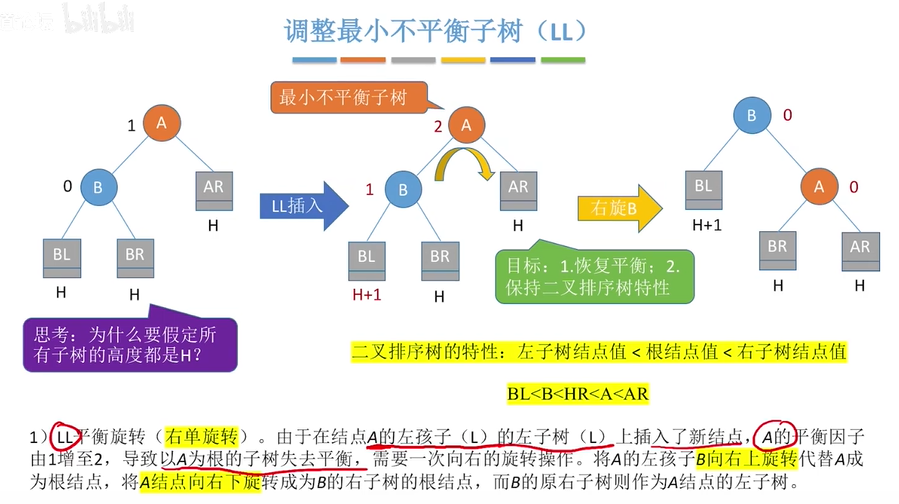 bilibili
调整最小不平衡子树（LL）
最小不平衡子树
1
A
0
B
AR
H
BL
BR
H
H
LL插入
2
A
1
B
AR
H
BL
BR
H+1
H
右旋B
B
0
BL
H+1
A
0
BR
AR
H
H
目标：1.恢复平衡；2.
保持二叉排序树特性
思考：为什么要假定所
有子树的高度都是H？
二叉排序树的特性：左子树结点值 < 根结点值 < 右子树结点值
BL<B<HR<A<AR
1）LL平衡旋转（右单旋转）。由于在结点A的左孩子（L）的左子树（L）上插入了新结点，A的平衡因子
由1增至2，导致以A为根的子树失去平衡，需要一次向右的旋转操作。将A的左孩子B向右上旋转代替A成
为根结点，将A结点向右下旋转成为B的右子树的根结点，而B的原右子树则作为A结点的左子树。